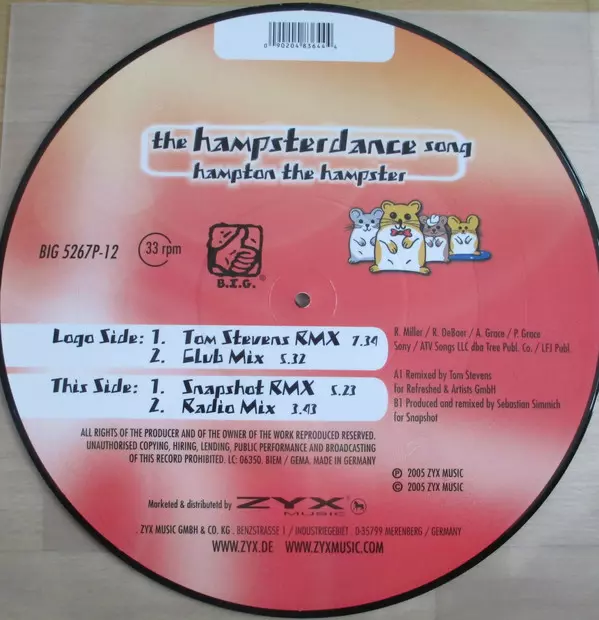 0 90204 83644 4
the hampsterdance song
hampton the hampster
BIG 5267P-12
33 rpm
B.I.G.®
Logo Side: 1. Tom Stevens RMX 7.34
2. Club Mix 5.32
This Side: 1. Snapshot RMX 5.23
2. Radio Mix 3.43
R. Miller / R. DeBoer / A. Grace / P. Grace
Sony / ATV Songs LLC dba Tree Publ. Co. / LEJ Publ.
A1 Remixed by Tom Stevens
for Refreshed & Artists GmbH
B1 Produced and remixed by Sebastian Simmich
for Snapshot
ALL RIGHTS OF THE PRODUCER AND OF THE OWNER OF THE WORK REPRODUCED RESERVED.
UNAUTHORISED COPYING, HIRING, LENDING, PUBLIC PERFORMANCE AND BROADCASTING
OF THIS RECORD PROHIBITED. LC: 06350. BIEM / GEMA. MADE IN GERMANY
℗ 2005 ZYX MUSIC
© 2005 ZYX MUSIC
Marketed & distributetd by ZYX MUSIC
. ZYX MUSIC GMBH & CO. KG . BENZSTRASSE 1 / INDUSTRIEGEBIET . D-35799 MERENBERG / GERMANY
WWW.ZYX.DE WWW.ZYXMUSIC.COM